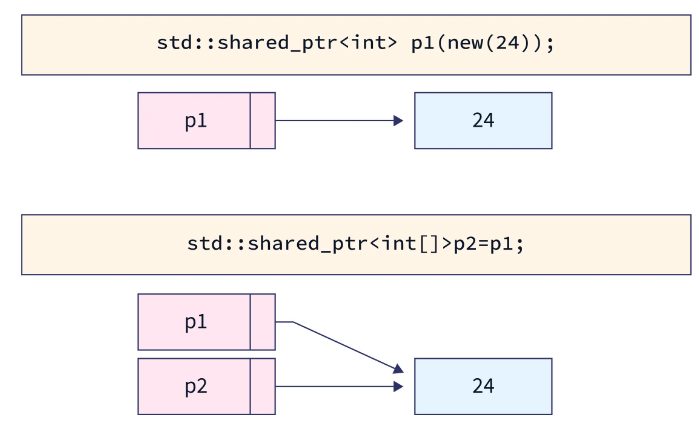 std::shared_ptr<int> p1(new(24));
p1
24
std::shared_ptr<int[]>p2=p1;
p1
p2
24